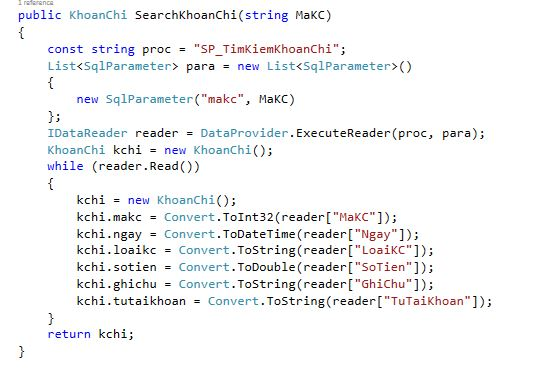 1 reference
public KhoanChi SearchKhoanChi(string MaKC)
{
    const string proc = "SP_TimKiemKhoanChi";
    List<SqlParameter> para = new List<SqlParameter>()
    {
        new SqlParameter("makc", MaKC)
    };
    IDataReader reader = DataProvider.ExecuteReader(proc, para);
    KhoanChi kchi = new KhoanChi();
    while (reader.Read())
    {
        kchi = new KhoanChi();
        kchi.makc = Convert.ToInt32(reader["MaKC"]);
        kchi.ngay = Convert.ToDateTime(reader["Ngay"]);
        kchi.loaikc = Convert.ToString(reader["LoaiKC"]);
        kchi.sotien = Convert.ToDouble(reader["SoTien"]);
        kchi.ghichu = Convert.ToString(reader["GhiChu"]);
        kchi.tutaikhoan = Convert.ToString(reader["TuTaiKhoan"]);
    }
    return kchi;
}